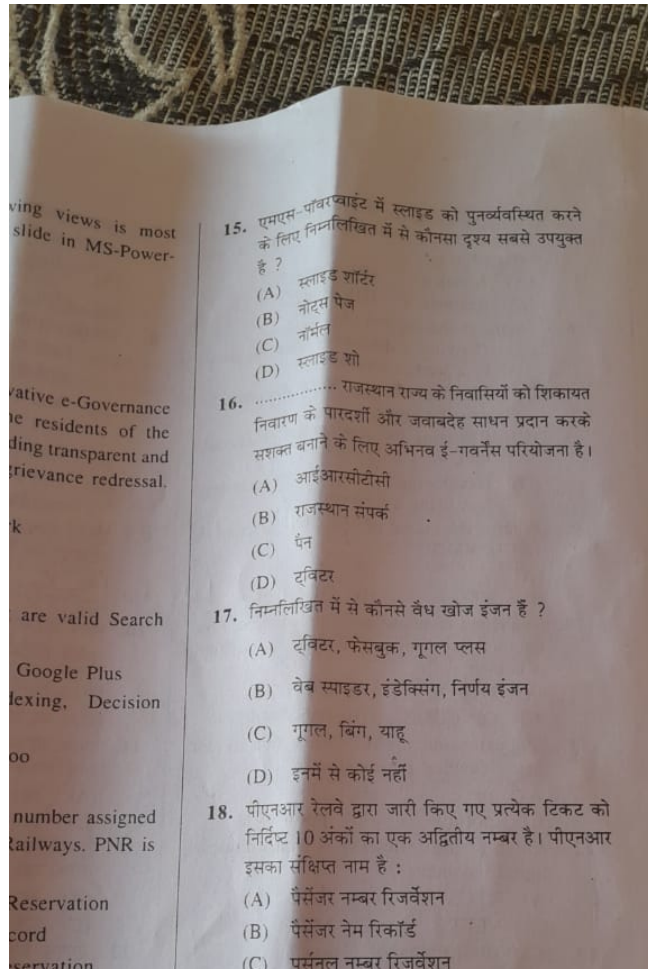 ving views is most
slide in MS-Power-
vative e-Governance
e residents of the
ding transparent and
grievance redressal.
k
are valid Search
Google Plus
dexing, Decision
oo
number assigned
Railways. PNR is
Reservation
cord
servation
15. एमएस-पॉवरप्वाईंट में स्लाइड को पुनर्व्यवस्थित करने
के लिए निम्नलिखित में से कौनसा दृश्य सबसे उपयुक्त
है ?
(A) स्लाइड शॉर्टर
(B) नोट्स पेज
(C) नॉर्मल
(D) स्लाइड शो
16. ................. राजस्थान राज्य के निवासियों को शिकायत
निवारण के पारदर्शी और जवाबदेह साधन प्रदान करके
सशक्त बनाने के लिए अभिनव ई-गवर्नेंस परियोजना है।
(A) आईआरसीटीसी
(B) राजस्थान संपर्क
(C) पैन
(D) ट्विटर
17. निम्नलिखित में से कौनसे वैध खोज इंजन हैं ?
(A) ट्विटर, फेसबुक, गूगल प्लस
(B) वेब स्पाइडर, इंडेक्सिंग, निर्णय इंजन
(C) गूगल, बिंग, याहू
(D) इनमें से कोई नहीं
18. पीएनआर रेलवे द्वारा जारी किए गए प्रत्येक टिकट को
निर्दिष्ट 10 अंकों का एक अद्वितीय नम्बर है। पीएनआर
इसका संक्षिप्त नाम है :
(A) पैसेंजर नम्बर रिजर्वेशन
(B) पैसेंजर नेम रिकॉर्ड
(C) पर्सनल नम्बर रिजर्वेशन